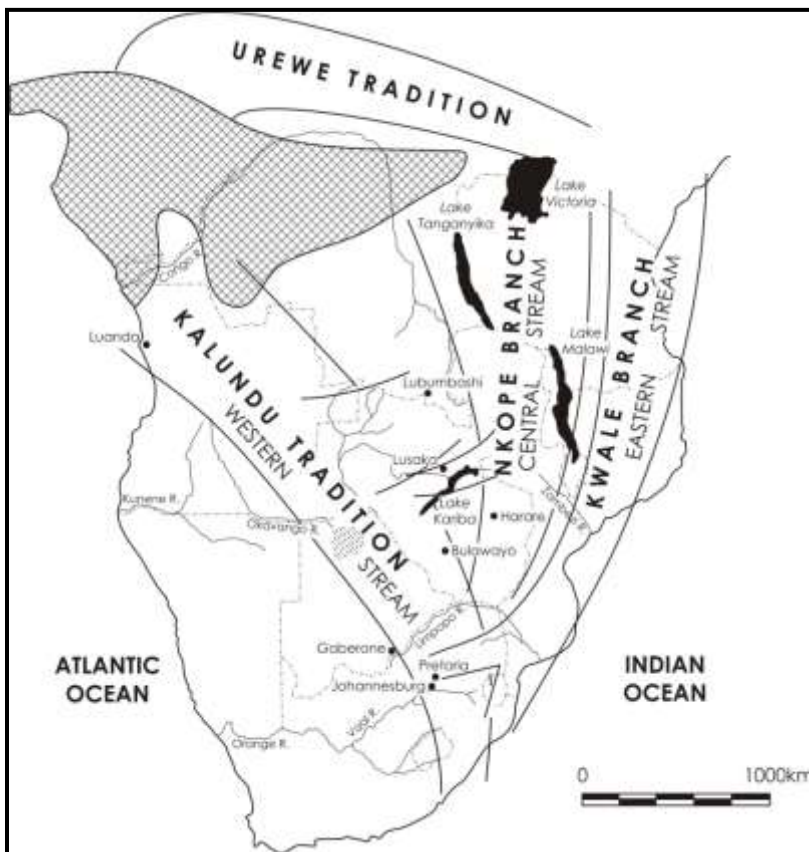 UREWE TRADITION
Lake
Victoria
Lake
Tanganyika
Congo R.
NKOPE BRANCH
CENTRAL STREAM
KWALE BRANCH
EASTERN STREAM
Luanda
KALUNDU TRADITION
WESTERN STREAM
Lake
Malawi
Lubumbashi
Lusaka
Lake
Kariba
Zambezi R.
Kunene R.
Okavango R.
Harare
Bulawayo
Limpopo R.
Gaberone
Pretoria
Johannesburg
ATLANTIC
OCEAN
INDIAN
OCEAN
Vaal R.
Orange R.
0 1000km